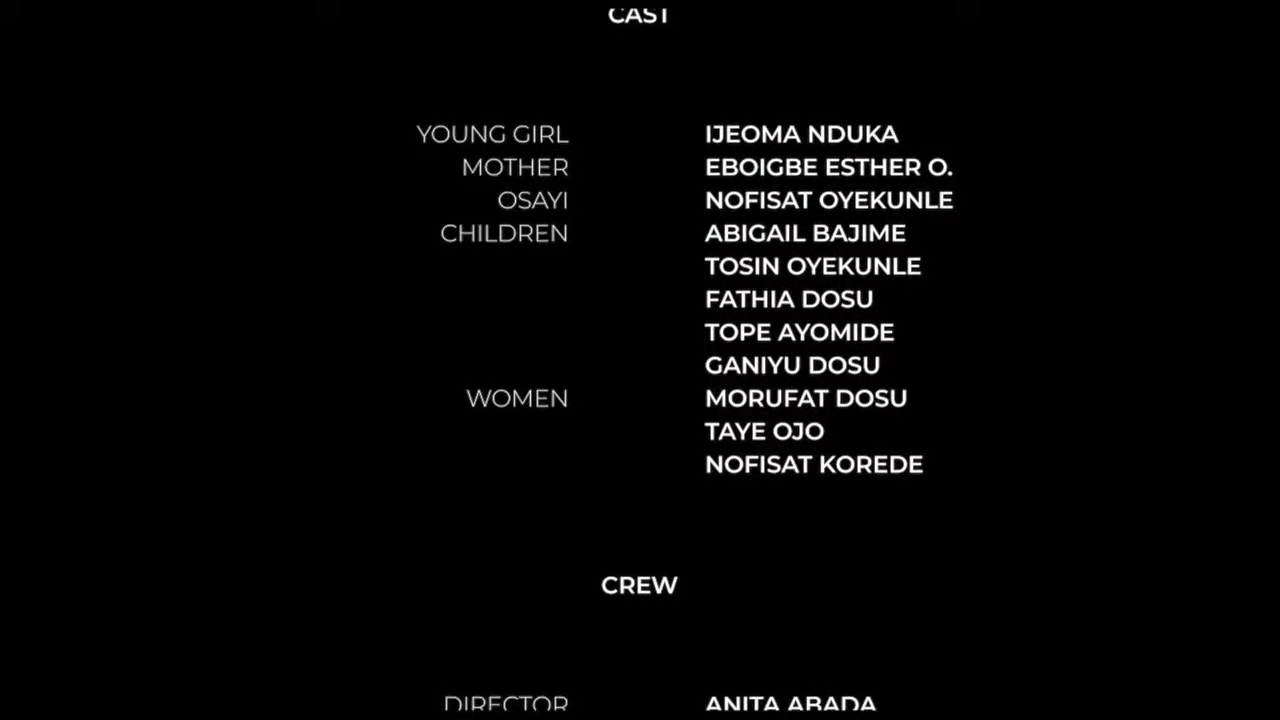 CAST
YOUNG GIRL IJEOMA NDUKA
MOTHER EBOIGBE ESTHER O.
OSAYI NOFISAT OYEKUNLE
CHILDREN ABIGAIL BAJIME
TOSIN OYEKUNLE
FATHIA DOSU
TOPE AYOMIDE
GANIYU DOSU
WOMEN MORUFAT DOSU
TAYE OJO
NOFISAT KOREDE
CREW
DIRECTOR ANITA ABADA